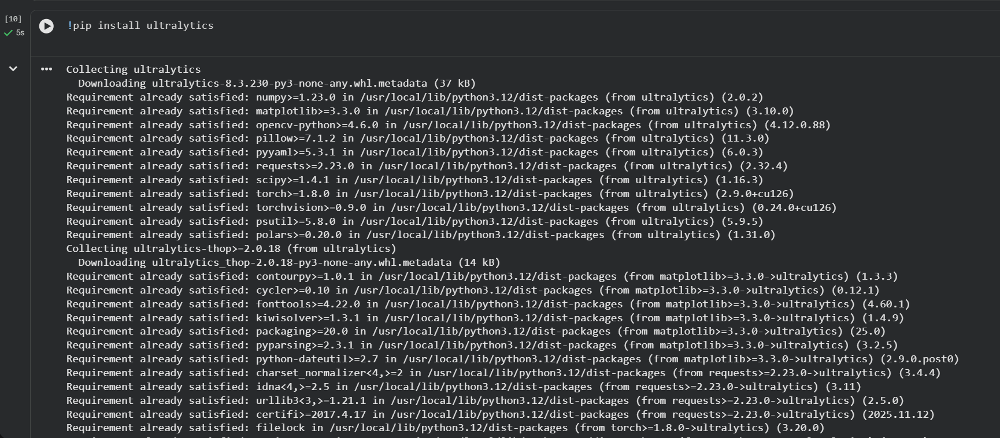 [10]
5s
!pip install ultralytics
Collecting ultralytics
Downloading ultralytics-8.3.230-py3-none-any.whl.metadata (37 kB)
Requirement already satisfied: numpy>=1.23.0 in /usr/local/lib/python3.12/dist-packages (from ultralytics) (2.0.2)
Requirement already satisfied: matplotlib>=3.3.0 in /usr/local/lib/python3.12/dist-packages (from ultralytics) (3.10.0)
Requirement already satisfied: opencv-python>=4.6.0 in /usr/local/lib/python3.12/dist-packages (from ultralytics) (4.12.0.88)
Requirement already satisfied: pillow>=7.1.2 in /usr/local/lib/python3.12/dist-packages (from ultralytics) (11.3.0)
Requirement already satisfied: pyyaml>=5.3.1 in /usr/local/lib/python3.12/dist-packages (from ultralytics) (6.0.3)
Requirement already satisfied: requests>=2.23.0 in /usr/local/lib/python3.12/dist-packages (from ultralytics) (2.32.4)
Requirement already satisfied: scipy>=1.4.1 in /usr/local/lib/python3.12/dist-packages (from ultralytics) (1.16.3)
Requirement already satisfied: torch>=1.8.0 in /usr/local/lib/python3.12/dist-packages (from ultralytics) (2.9.0+cu126)
Requirement already satisfied: torchvision>=0.9.0 in /usr/local/lib/python3.12/dist-packages (from ultralytics) (0.24.0+cu126)
Requirement already satisfied: psutil>=5.8.0 in /usr/local/lib/python3.12/dist-packages (from ultralytics) (5.9.5)
Requirement already satisfied: polars>=0.20.0 in /usr/local/lib/python3.12/dist-packages (from ultralytics) (1.31.0)
Collecting ultralytics-thop>=2.0.18 (from ultralytics)
Downloading ultralytics_thop-2.0.18-py3-none-any.whl.metadata (14 kB)
Requirement already satisfied: contourpy>=1.0.1 in /usr/local/lib/python3.12/dist-packages (from matplotlib>=3.3.0->ultralytics) (1.3.3)
Requirement already satisfied: cycler>=0.10 in /usr/local/lib/python3.12/dist-packages (from matplotlib>=3.3.0->ultralytics) (0.12.1)
Requirement already satisfied: fonttools>=4.22.0 in /usr/local/lib/python3.12/dist-packages (from matplotlib>=3.3.0->ultralytics) (4.60.1)
Requirement already satisfied: kiwisolver>=1.3.1 in /usr/local/lib/python3.12/dist-packages (from matplotlib>=3.3.0->ultralytics) (1.4.9)
Requirement already satisfied: packaging>=20.0 in /usr/local/lib/python3.12/dist-packages (from matplotlib>=3.3.0->ultralytics) (25.0)
Requirement already satisfied: pyparsing>=2.3.1 in /usr/local/lib/python3.12/dist-packages (from matplotlib>=3.3.0->ultralytics) (3.2.5)
Requirement already satisfied: python-dateutil>=2.7 in /usr/local/lib/python3.12/dist-packages (from matplotlib>=3.3.0->ultralytics) (2.9.0.post0)
Requirement already satisfied: charset_normalizer<4,>=2 in /usr/local/lib/python3.12/dist-packages (from requests>=2.23.0->ultralytics) (3.4.4)
Requirement already satisfied: idna<4,>=2.5 in /usr/local/lib/python3.12/dist-packages (from requests>=2.23.0->ultralytics) (3.11)
Requirement already satisfied: urllib3<3,>=1.21.1 in /usr/local/lib/python3.12/dist-packages (from requests>=2.23.0->ultralytics) (2.5.0)
Requirement already satisfied: certifi>=2017.4.17 in /usr/local/lib/python3.12/dist-packages (from requests>=2.23.0->ultralytics) (2025.11.12)
Requirement already satisfied: filelock in /usr/local/lib/python3.12/dist-packages (from torch>=1.8.0->ultralytics) (3.20.0)